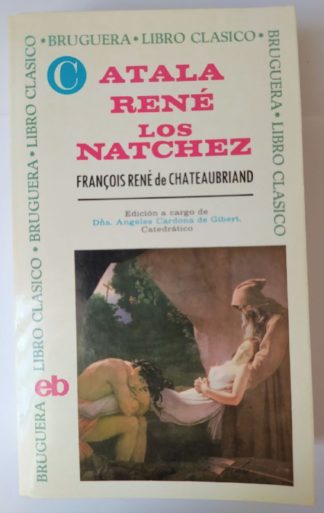 • BRUGUERA • LIBRO CLASICO •
BRUGUERA • LIBRO CLASICO
BRUGUERA • LIBRO CLASICO • BRUGUERA • LIBRO CLASICO •
C
ATALA
RENÉ
LOS
NATCHEZ
FRANÇOIS RENÉ de CHATEAUBRIAND
Edición a cargo de
Dña. Angeles Cardona de Gibert,
Catedrático
eb